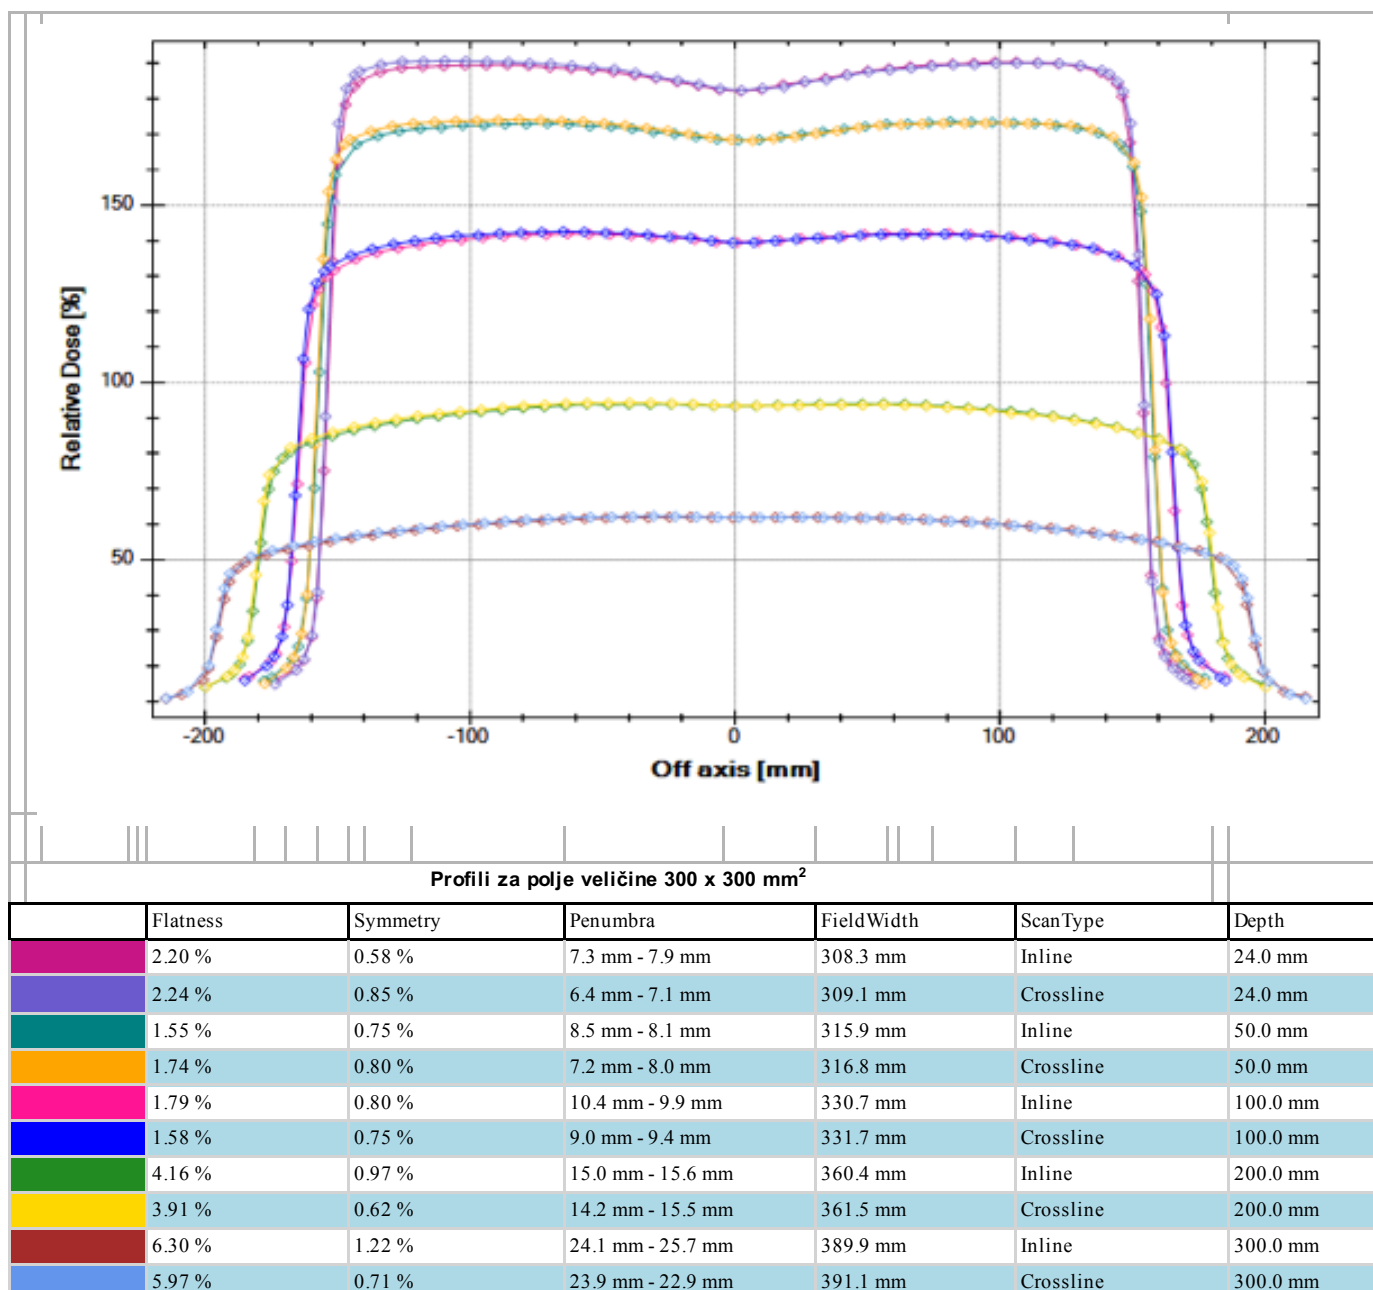 150
100
50
Relative Dose [%]
-200 -100 0 100 200
Off axis [mm]
Profili za polje veličine 300 x 300 mm²
Flatness Symmetry Penumbra FieldWidth ScanType Depth
2.20 % 0.58 % 7.3 mm - 7.9 mm 308.3 mm Inline 24.0 mm
2.24 % 0.85 % 6.4 mm - 7.1 mm 309.1 mm Crossline 24.0 mm
1.55 % 0.75 % 8.5 mm - 8.1 mm 315.9 mm Inline 50.0 mm
1.74 % 0.80 % 7.2 mm - 8.0 mm 316.8 mm Crossline 50.0 mm
1.79 % 0.80 % 10.4 mm - 9.9 mm 330.7 mm Inline 100.0 mm
1.58 % 0.75 % 9.0 mm - 9.4 mm 331.7 mm Crossline 100.0 mm
4.16 % 0.97 % 15.0 mm - 15.6 mm 360.4 mm Inline 200.0 mm
3.91 % 0.62 % 14.2 mm - 15.5 mm 361.5 mm Crossline 200.0 mm
6.30 % 1.22 % 24.1 mm - 25.7 mm 389.9 mm Inline 300.0 mm
5.97 % 0.71 % 23.9 mm - 22.9 mm 391.1 mm Crossline 300.0 mm